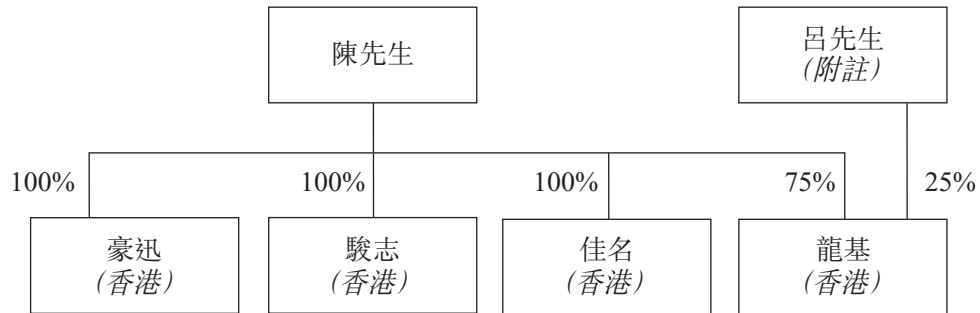 陳先生
呂先生
(附註)
100%
100%
100%
75%
25%
豪迅
(香港)
駿志
(香港)
佳名
(香港)
龍基
(香港)